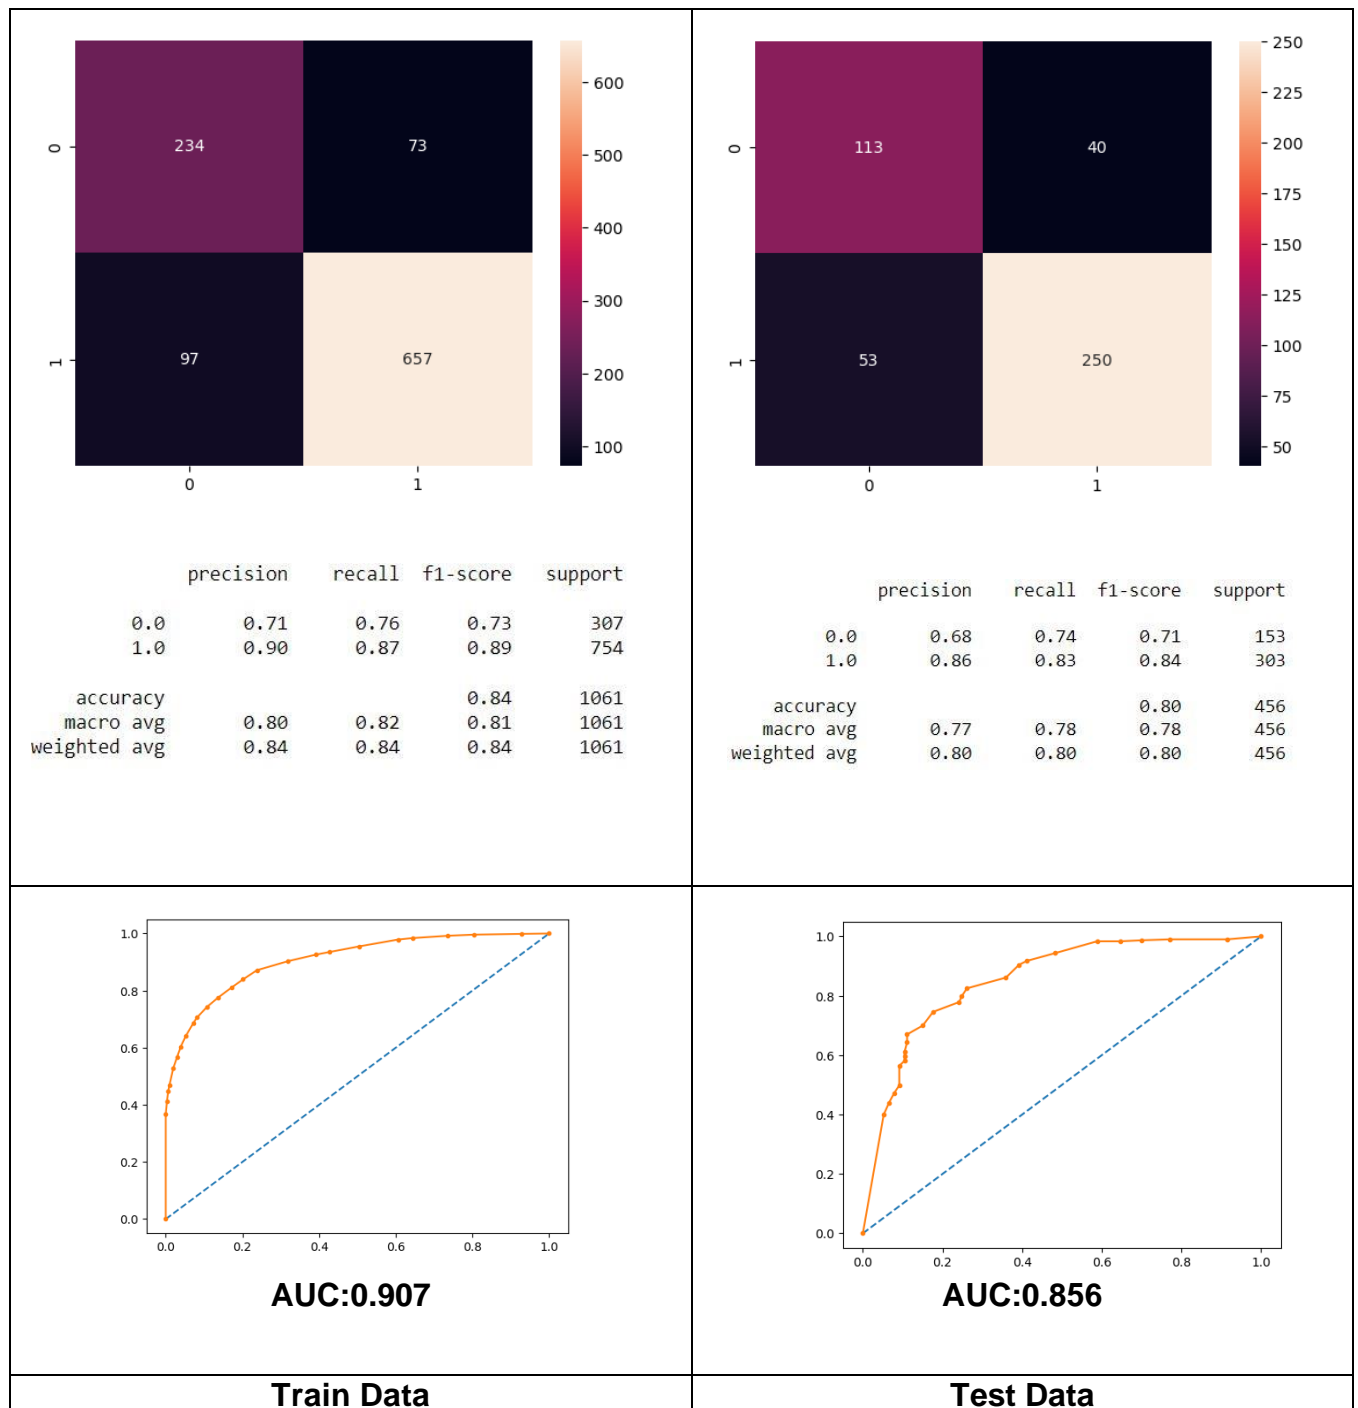 0
234
73
1
97
657
0
1
600
500
400
300
200
100
precision recall f1-score support
0.0 0.71 0.76 0.73 307
1.0 0.90 0.87 0.89 754
accuracy 0.84 1061
macro avg 0.80 0.82 0.81 1061
weighted avg 0.84 0.84 0.84 1061
0
113
40
1
53
250
0
1
250
225
200
175
150
125
100
75
50
precision recall f1-score support
0.0 0.68 0.74 0.71 153
1.0 0.86 0.83 0.84 303
accuracy 0.80 456
macro avg 0.77 0.78 0.78 456
weighted avg 0.80 0.80 0.80 456
1.0
0.8
0.6
0.4
0.2
0.0
0.0 0.2 0.4 0.6 0.8 1.0
AUC:0.907
1.0
0.8
0.6
0.4
0.2
0.0
0.0 0.2 0.4 0.6 0.8 1.0
AUC:0.856
Train Data
Test Data